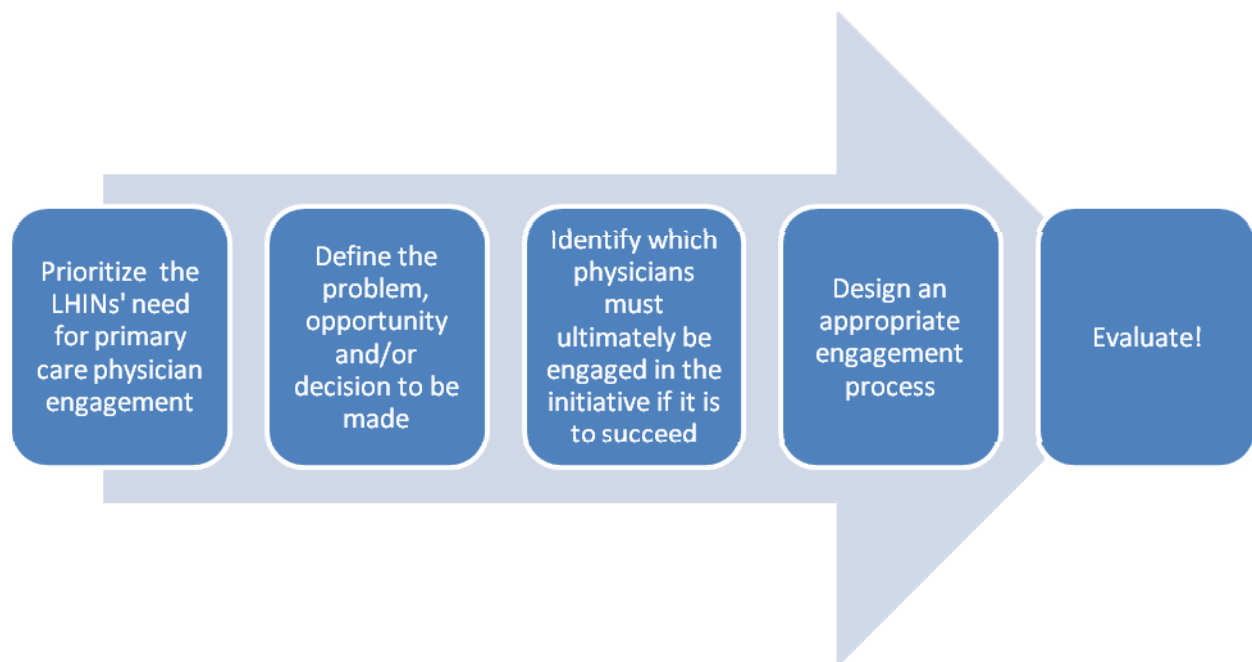 Prioritize the
LHINs' need
for primary
care physician
engagement
Define the
problem,
opportunity
and/or
decision to be
made
Identify which
physicians
must
ultimately be
engaged in the
initiative if it is
to succeed
Design an
appropriate
engagement
process
Evaluate!